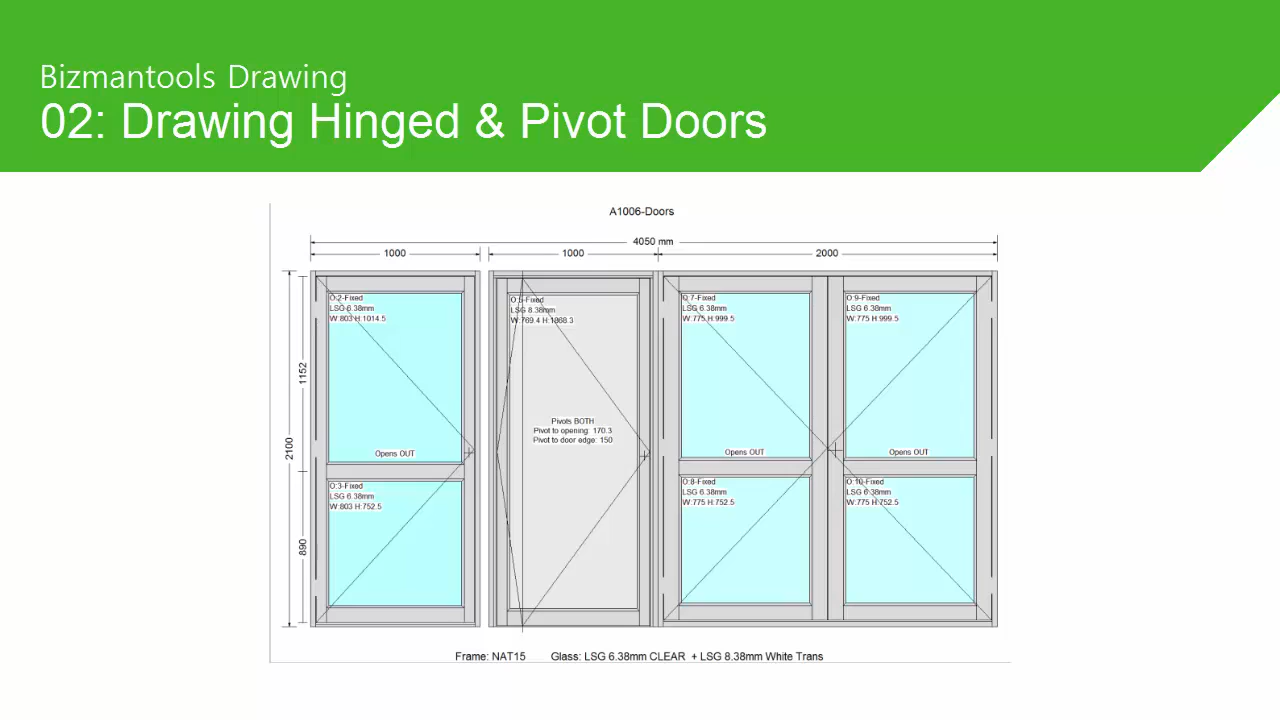 Bizmantools Drawing
02: Drawing Hinged & Pivot Doors
A1006-Doors
4050 mm
1000
1000
2000
O:2-Fixed
LSG 6.38mm
W:803 H:1014.5
O:5-Fixed
LSG 8.38mm
W:769.4 H:1868.3
O:7-Fixed
LSG 6.38mm
W:775 H:999.5
O:9-Fixed
LSG 6.38mm
W:775 H:999.5
1152
2100
890
Pivots BOTH
Pivot to opening: 170.3
Pivot to door edge: 150
Opens OUT
Opens OUT
Opens OUT
O:3-Fixed
LSG 6.38mm
W:803 H:752.5
O:8-Fixed
LSG 6.38mm
W:775 H:752.5
O:10-Fixed
LSG 6.38mm
W:775 H:752.5
Frame: NAT15 Glass: LSG 6.38mm CLEAR + LSG 8.38mm White Trans